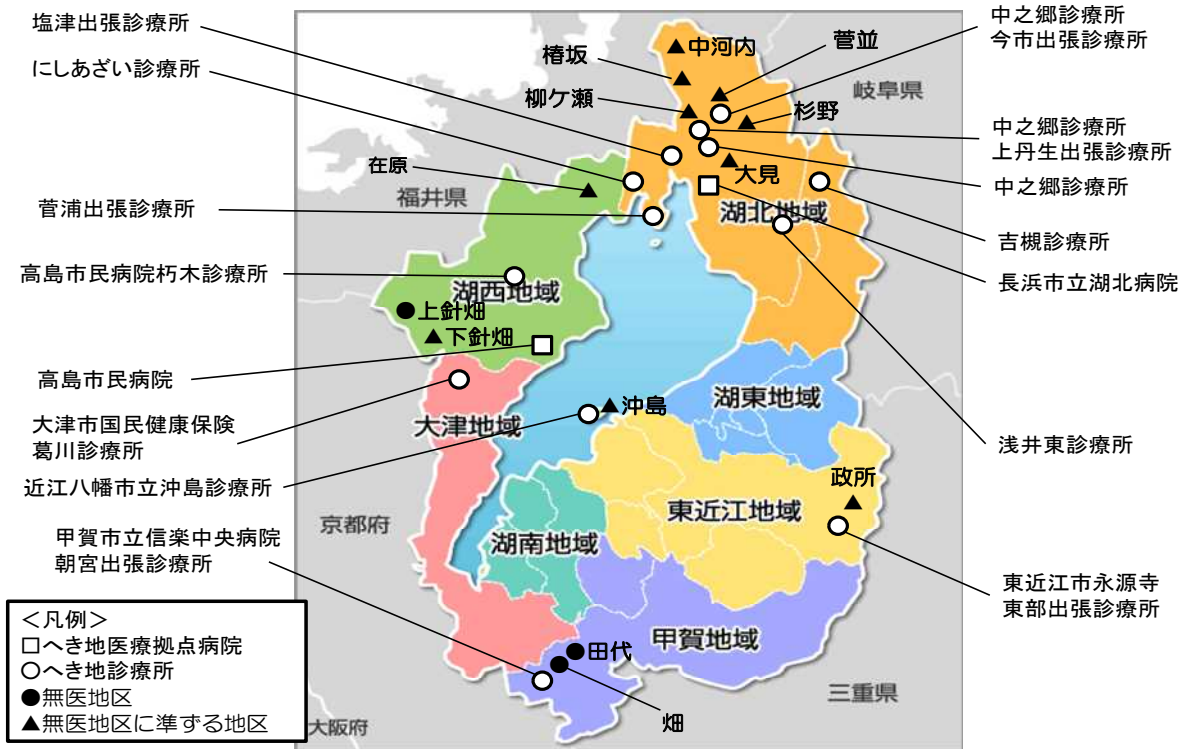 塩津出張診療所
にしあざい診療所
菅浦出張診療所
高島市民病院朽木診療所
高島市民病院
大津市国民健康保険
葛川診療所
近江八幡市立沖島診療所
甲賀市立信楽中央病院
朝宮出張診療所
中之郷診療所
今市出張診療所
中之郷診療所
上丹生出張診療所
中之郷診療所
吉槻診療所
長浜市立湖北病院
浅井東診療所
東近江市永源寺
東部出張診療所
▲中河内
椿坂
菅並
柳ケ瀬
杉野
大見
在原
●上針畑
▲下針畑
▲沖島
政所
●田代
畑
湖北地域
湖西地域
大津地域
湖東地域
東近江地域
湖南地域
甲賀地域
福井県
岐阜県
京都府
三重県
大阪府
＜凡例＞
□へき地医療拠点病院
○へき地診療所
●無医地区
▲無医地区に準ずる地区